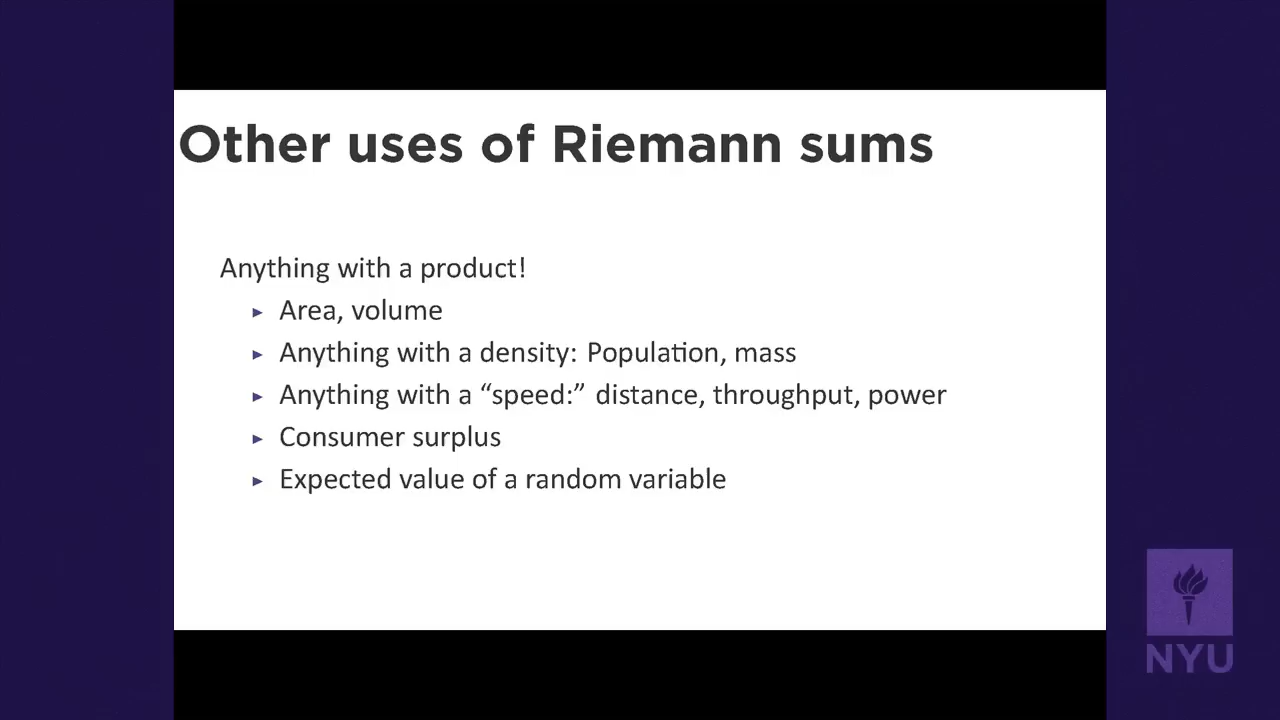 Other uses of Riemann sums
Anything with a product!
▸ Area, volume
▸ Anything with a density: Population, mass
▸ Anything with a “speed:” distance, throughput, power
▸ Consumer surplus
▸ Expected value of a random variable
NYU